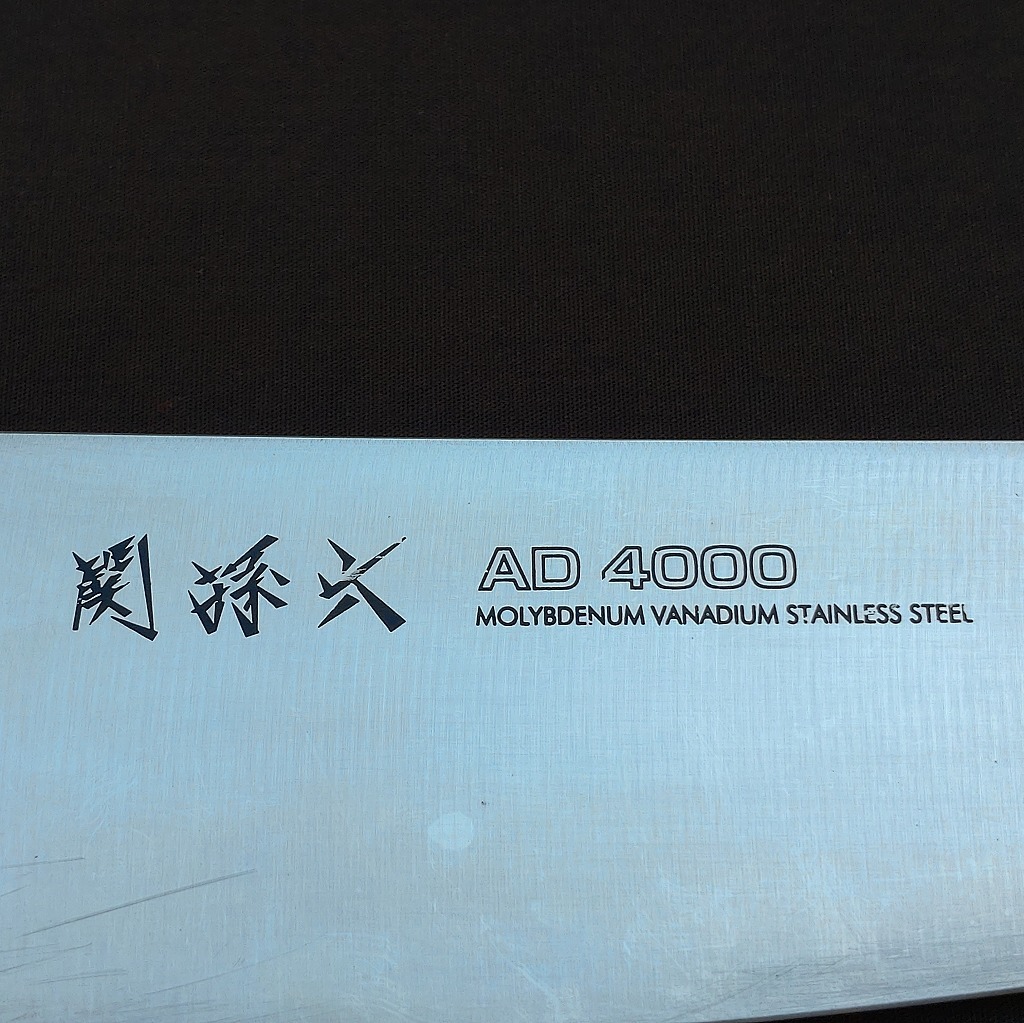 関孫六
AD 4000
MOLYBDENUM VANADIUM STAINLESS STEEL